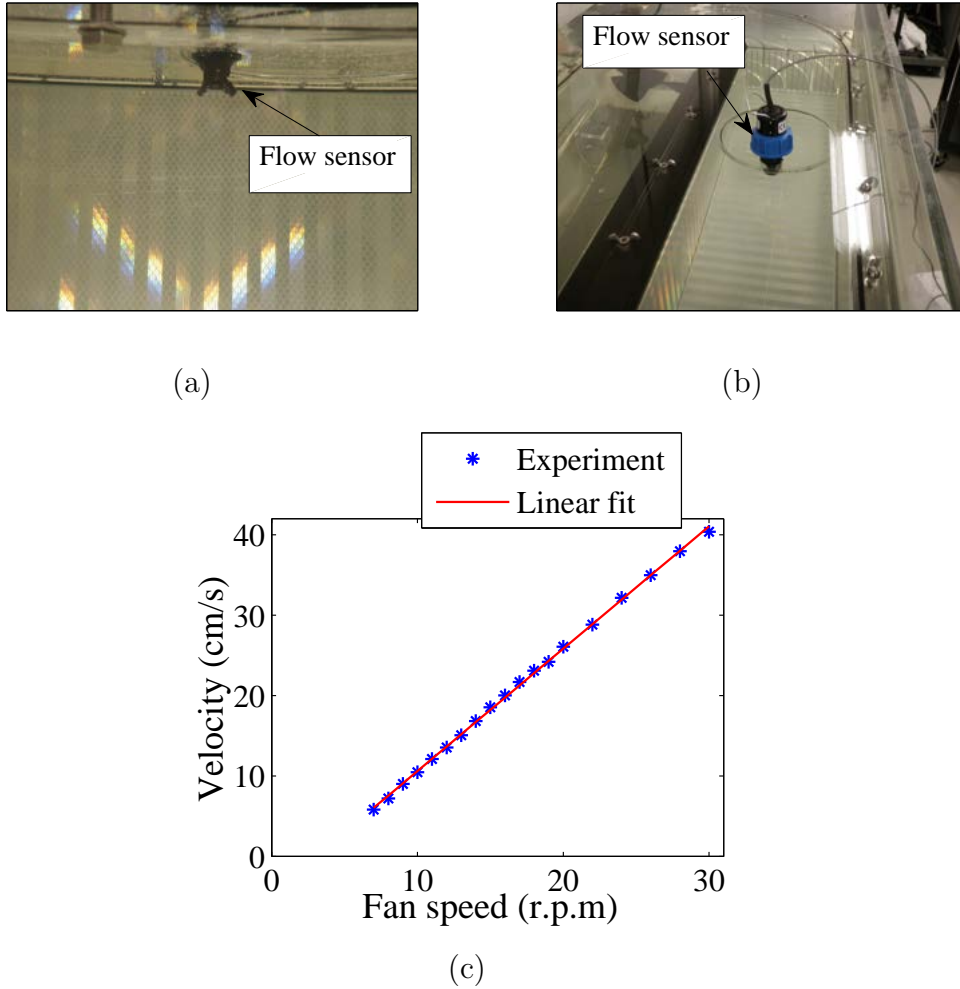 Flow sensor
Flow sensor
(a)
(b)
Experiment
Linear fit
Velocity (cm/s)
40
30
20
10
0
0 10 20 30
Fan speed (r.p.m)
(c)